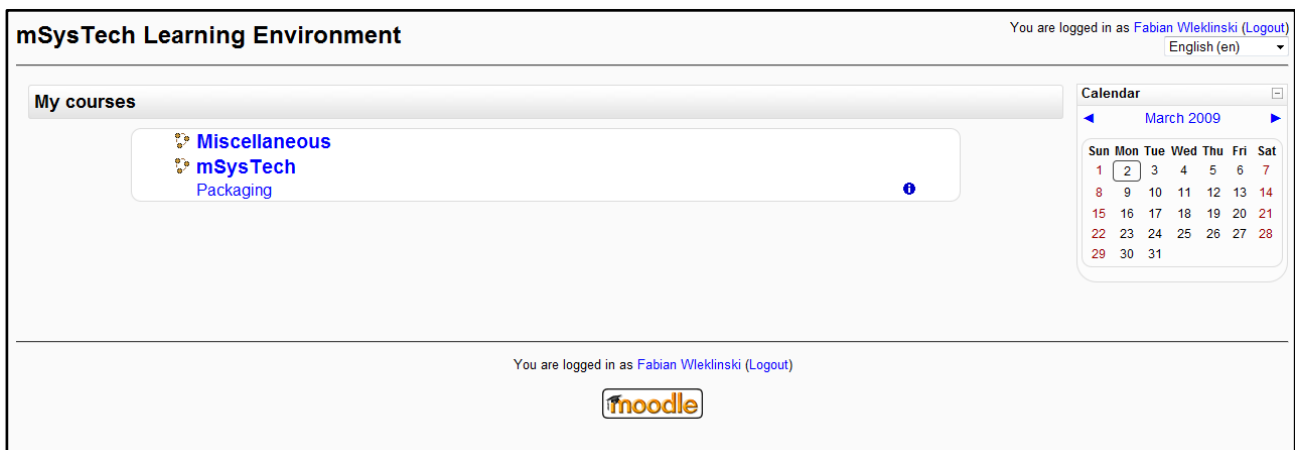 mSysTech Learning Environment
You are logged in as Fabian Wleklinski (Logout)
English (en)
My courses
Miscellaneous
mSysTech
Packaging
Calendar
March 2009
Sun Mon Tue Wed Thu Fri Sat
1 2 3 4 5 6 7
8 9 10 11 12 13 14
15 16 17 18 19 20 21
22 23 24 25 26 27 28
29 30 31
You are logged in as Fabian Wleklinski (Logout)
moodle